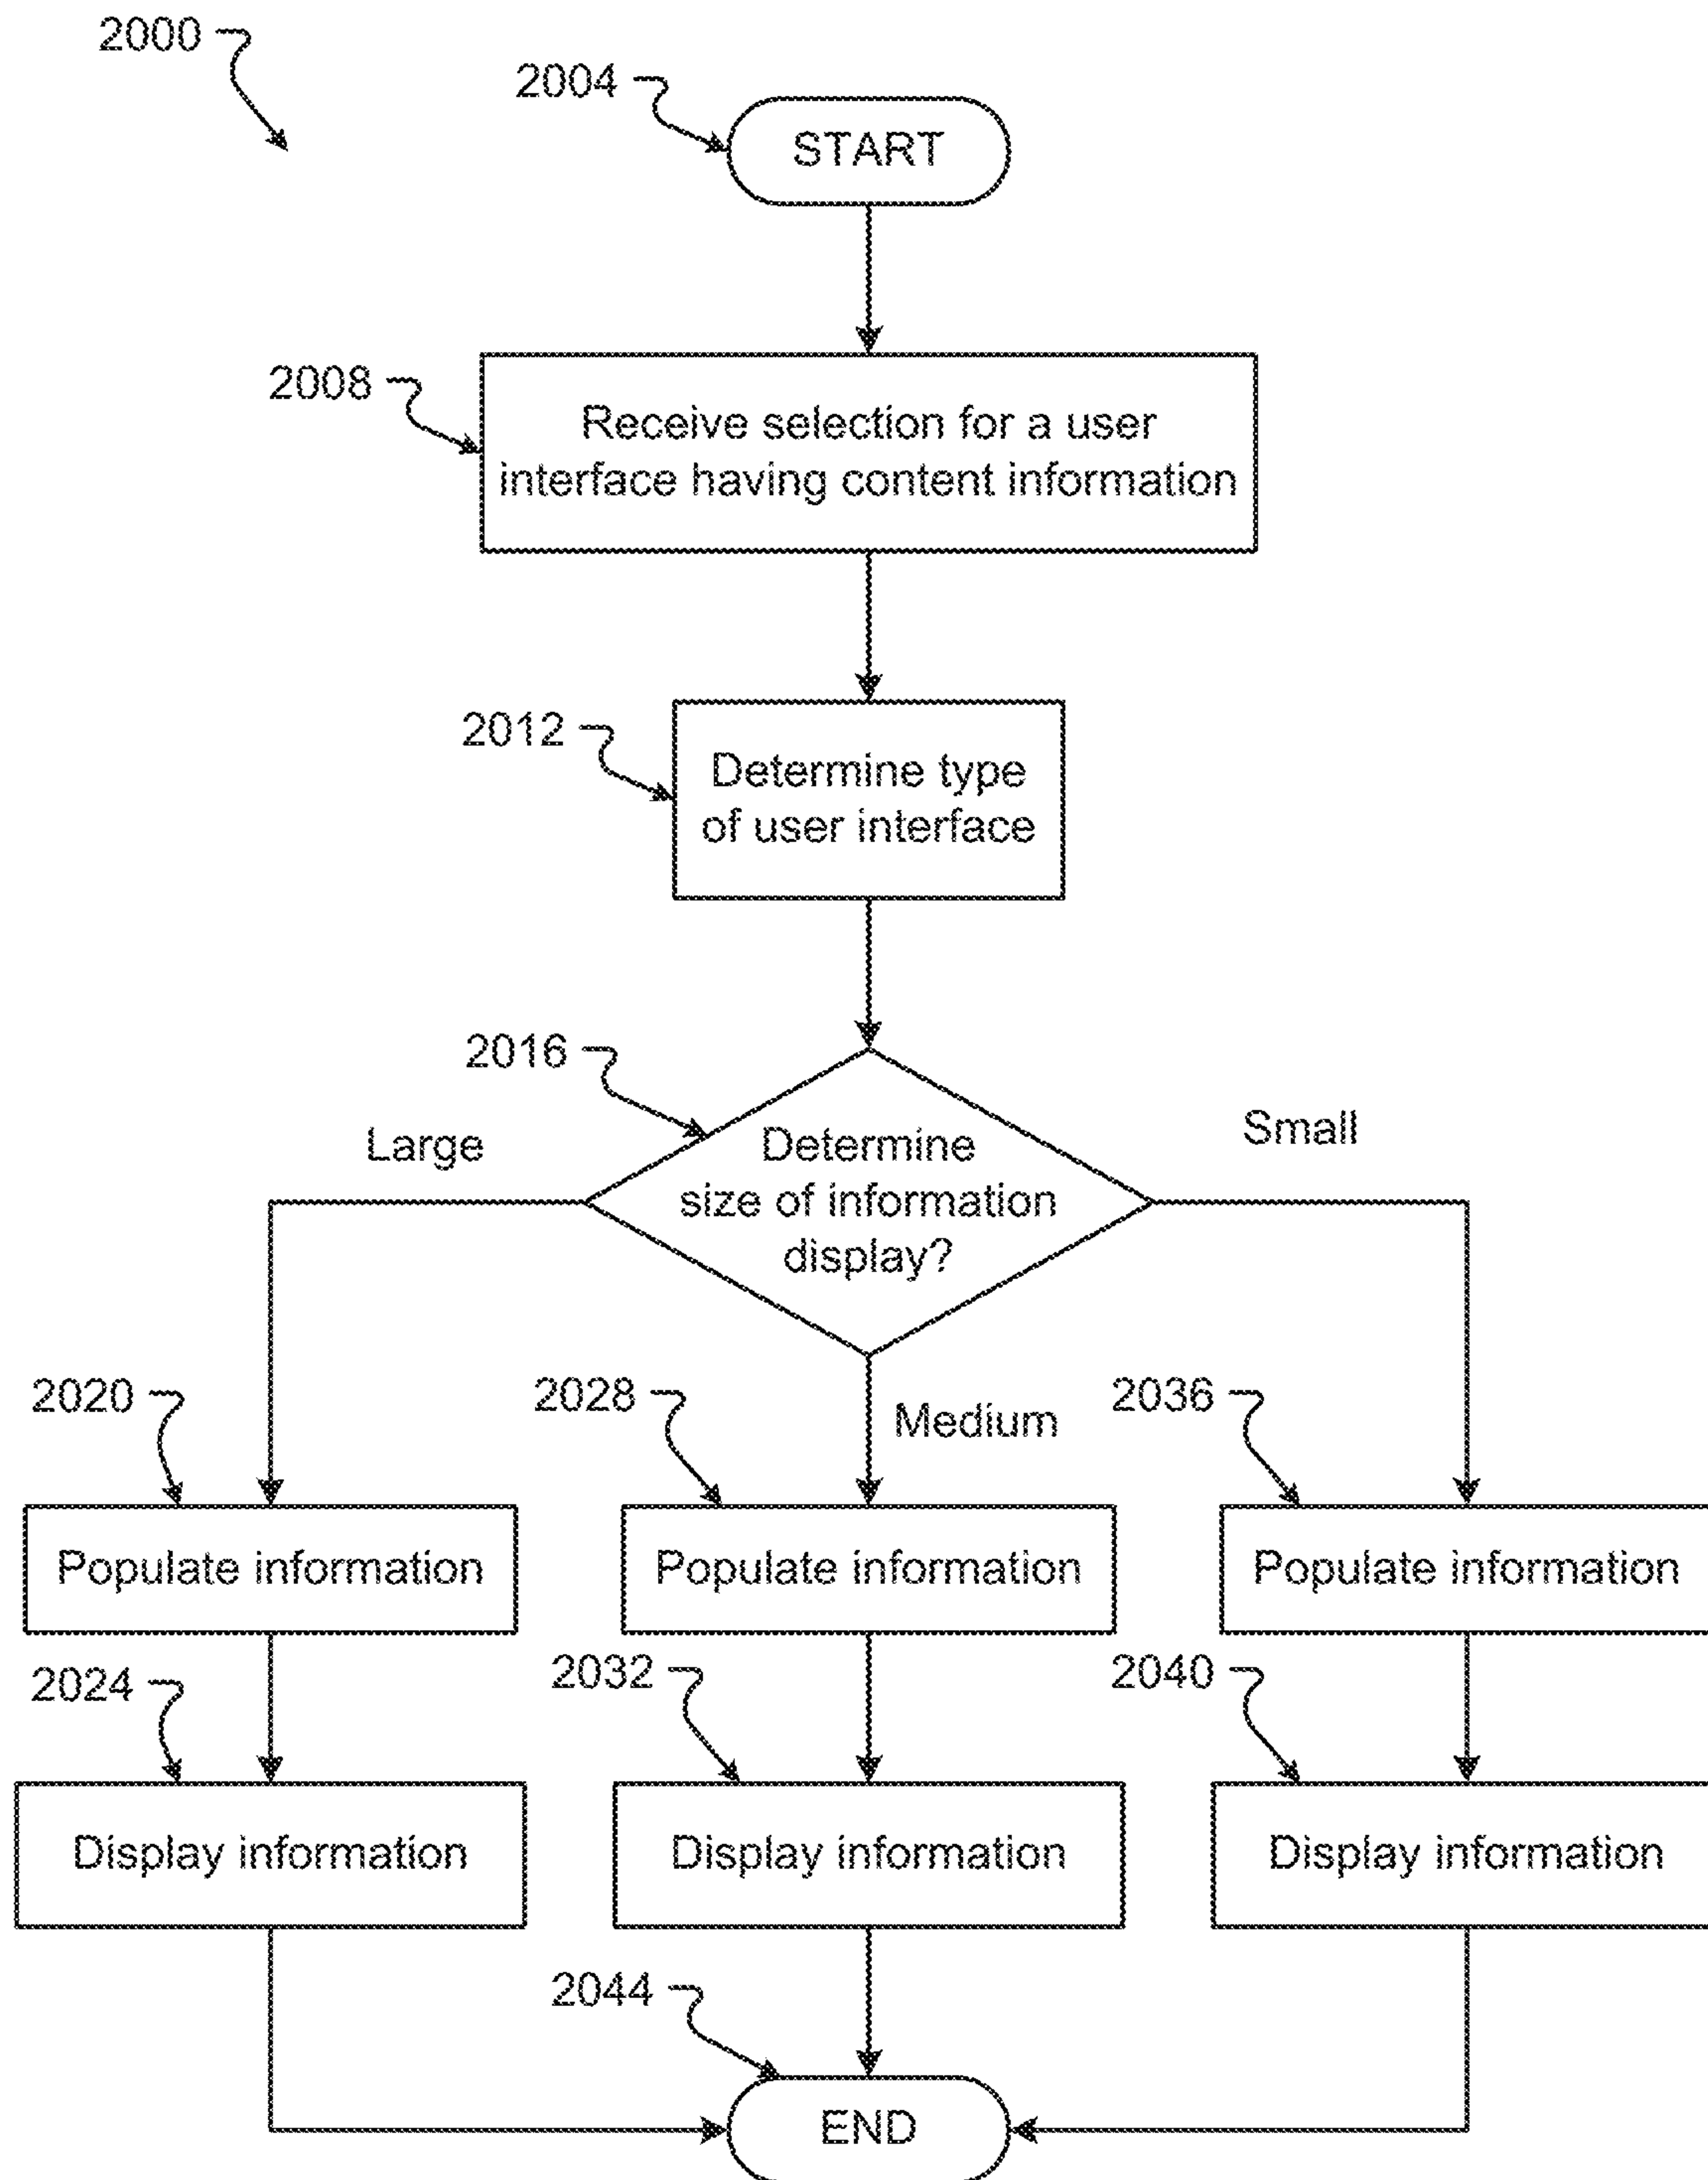 2000
2004
START
2008
Receive selection for a user
interface having content information
2012
Determine type
of user interface
2016
Large
Determine
size of information
display?
Small
2020
2028
Medium
2036
Populate information
Populate information
Populate information
2024
2032
2040
Display information
Display information
Display information
2044
END